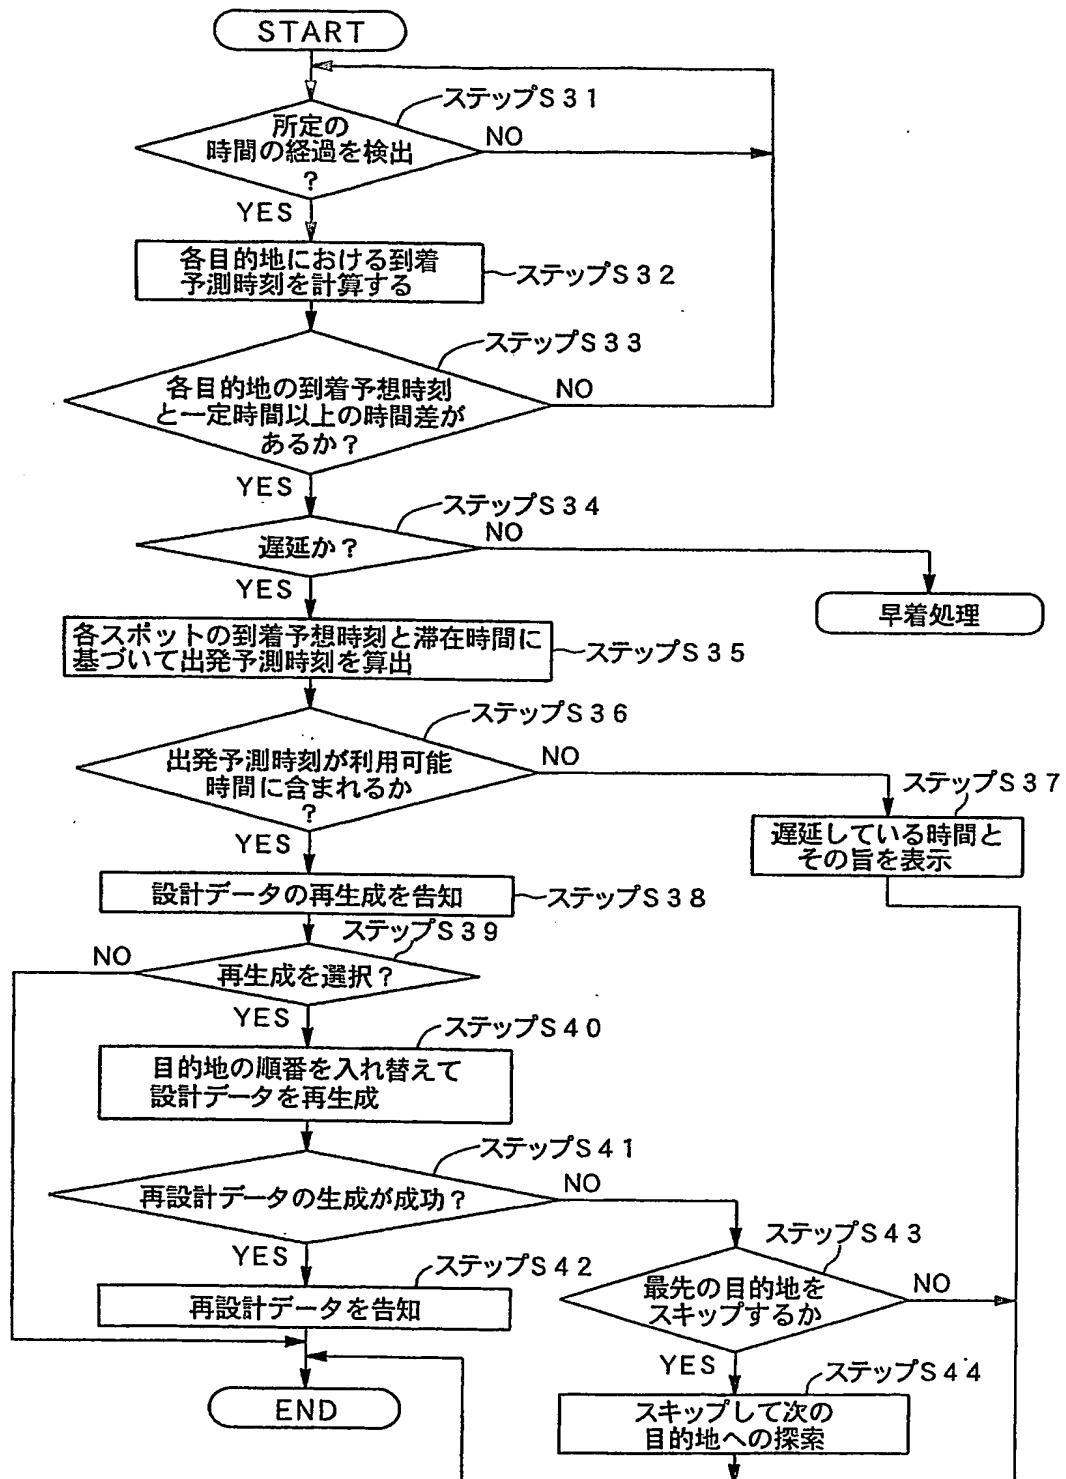 START
ステップS31
所定の
時間の経過を検出
?
NO
YES
各目的地における到着
予測時刻を計算する
ステップS32
ステップS33
各目的地の到着予想時刻
と一定時間以上の時間差が
あるか?
NO
YES
ステップS34
遅延か?
NO
YES
早着処理
各スポットの到着予想時刻と滞在時間に
基づいて出発予測時刻を算出
ステップS35
ステップS36
出発予測時刻が利用可能
時間に含まれるか
?
NO
YES
ステップS37
遅延している時間と
その旨を表示
設計データの再生成を告知
ステップS38
ステップS39
再生成を選択?
NO
YES
ステップS40
目的地の順番を入れ替えて
設計データを再生成
ステップS41
再設計データの生成が成功?
NO
YES
ステップS42
再設計データを告知
ステップS43
最先の目的地を
スキップするか
NO
YES
ステップS44
スキップして次の
目的地への探索
END